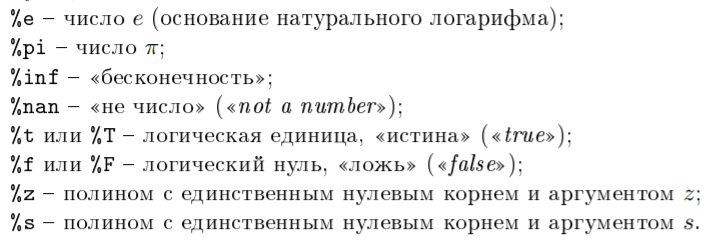 %e – число e (основание натурального логарифма);
%pi – число π;
%inf – «бесконечность»;
%nan – «не число» («not a number»);
%t или %T – логическая единица, «истина» («true»);
%f или %F – логический нуль, «ложь» («false»);
%z – полином с единственным нулевым корнем и аргументом z;
%s – полином с единственным нулевым корнем и аргументом s.